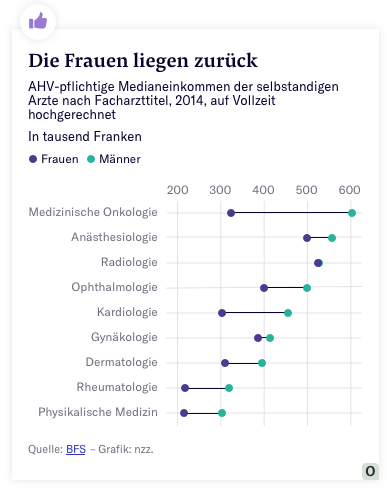 Die Frauen liegen zurück
AHV-pflichtige Medianeinkommen der selbstandigen
Arzte nach Facharzttitel, 2014, auf Vollzeit
hochgerechnet
In tausend Franken
Frauen Männer
200 300 400 500 600
Medizinische Onkologie
Anästhesiologie
Radiologie
Ophthalmologie
Kardiologie
Gynäkologie
Dermatologie
Rheumatologie
Physikalische Medizin
Quelle: BFS – Grafik: nzz.
O